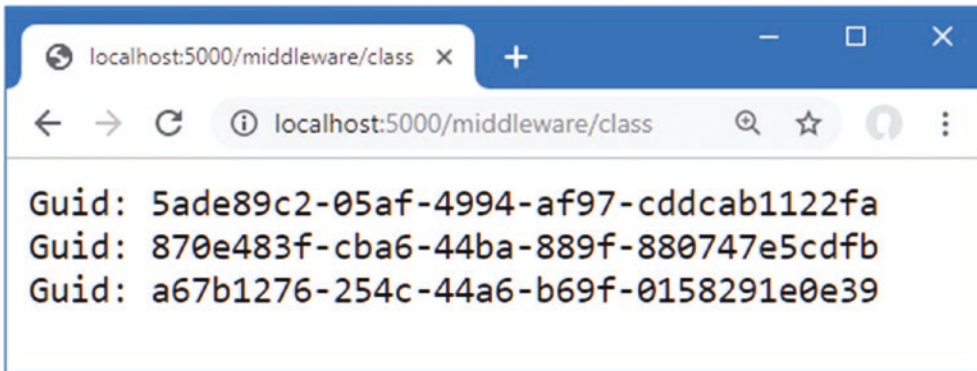 localhost:5000/middleware/class
localhost:5000/middleware/class
Guid: 5ade89c2-05af-4994-af97-cddcab1122fa
Guid: 870e483f-cba6-44ba-889f-880747e5cdfb
Guid: a67b1276-254c-44a6-b69f-0158291e0e39